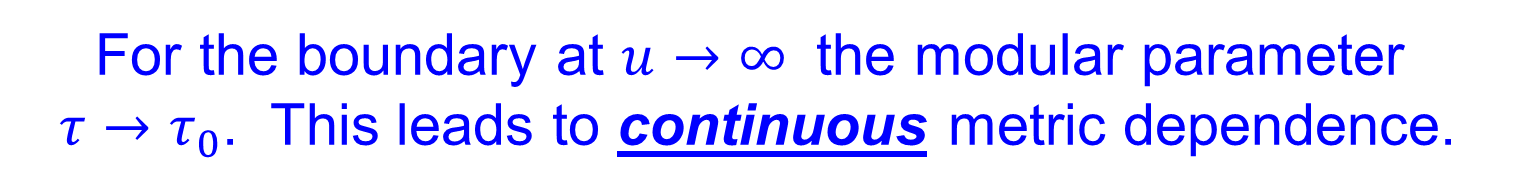 For the boundary at u → ∞ the modular parameter
τ → τ₀. This leads to continuous metric dependence.